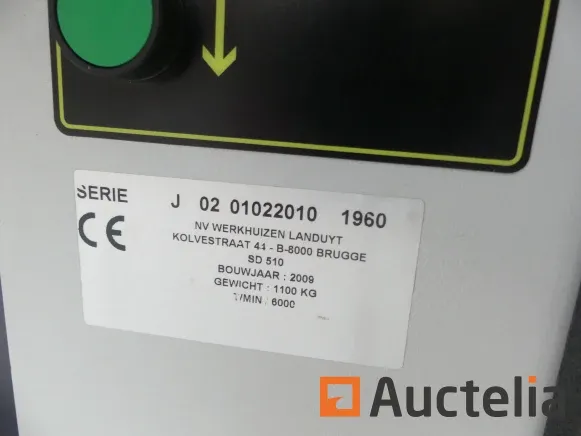 SERIE J 02 01022010 1960
CE
NV WERKHUIZEN LANDUYT
KOLVESTRAAT 44 - B-8000 BRUGGE
SD 510
BOUWJAAR : 2009
GEWICHT : 1100 KG
T/MIN : 6000
Auctelia